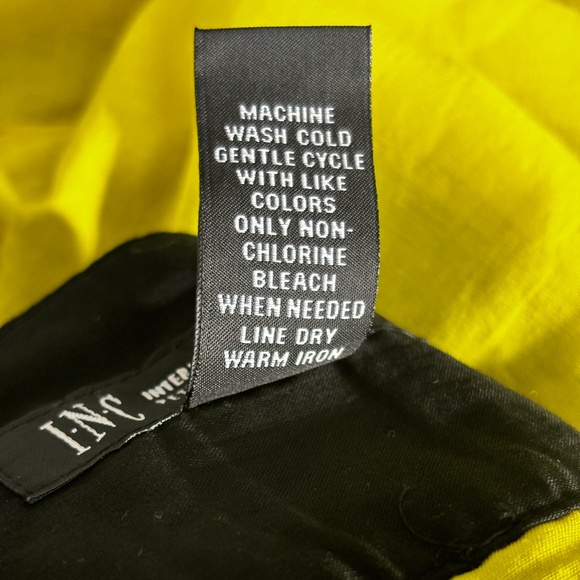 MACHINE
WASH COLD
GENTLE CYCLE
WITH LIKE
COLORS
ONLY NON-
CHLORINE
BLEACH
WHEN NEEDED
LINE DRY
WARM IRON
I·N·C